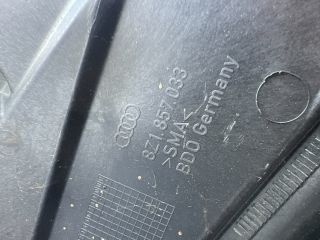 8Z1.857.033
>SMA<
BDO Germany